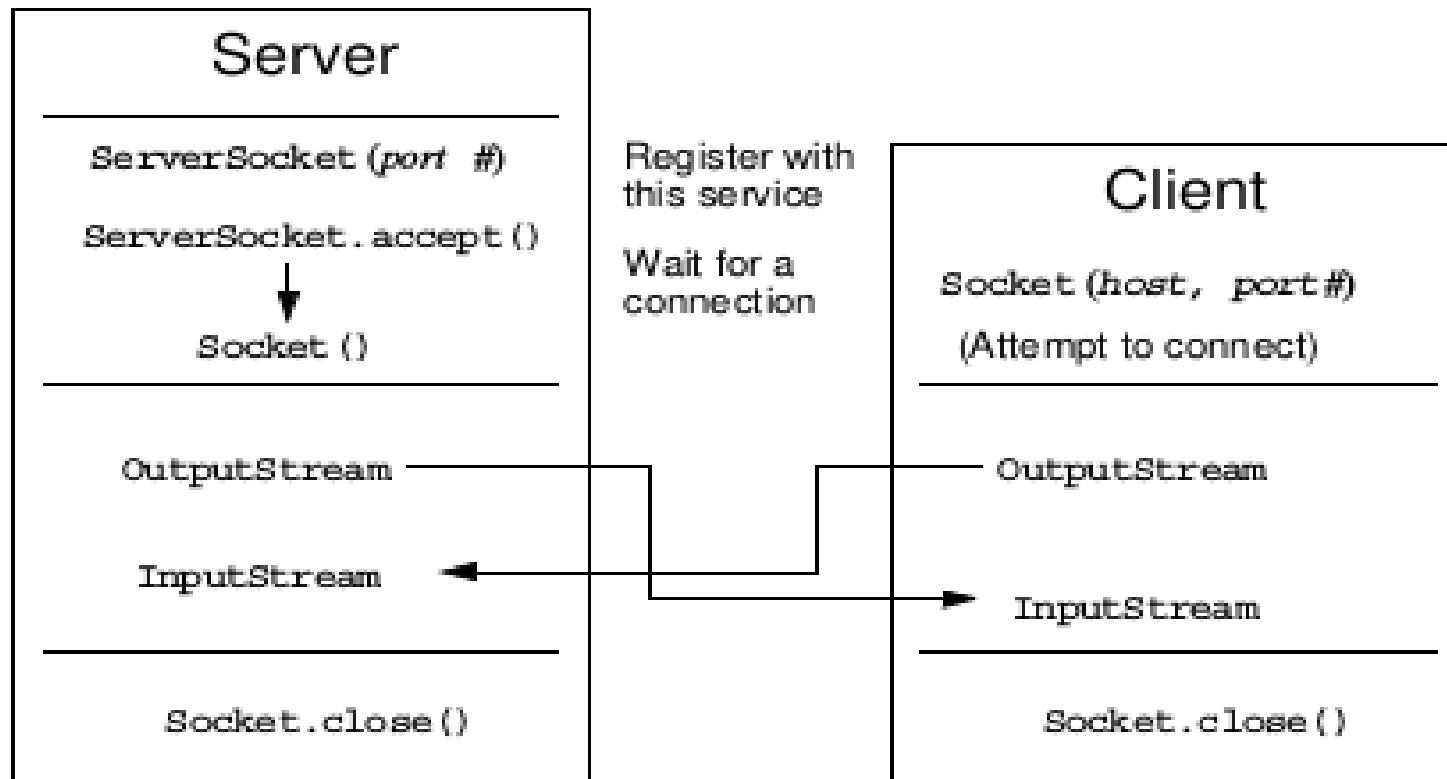 Server
ServerSocket(port #)
ServerSocket.accept()
Socket()
OutputStream
InputStream
Socket.close()
Register with
this service
Wait for a
connection
Client
Socket(host, port#)
(Attempt to connect)
OutputStream
InputStream
Socket.close()